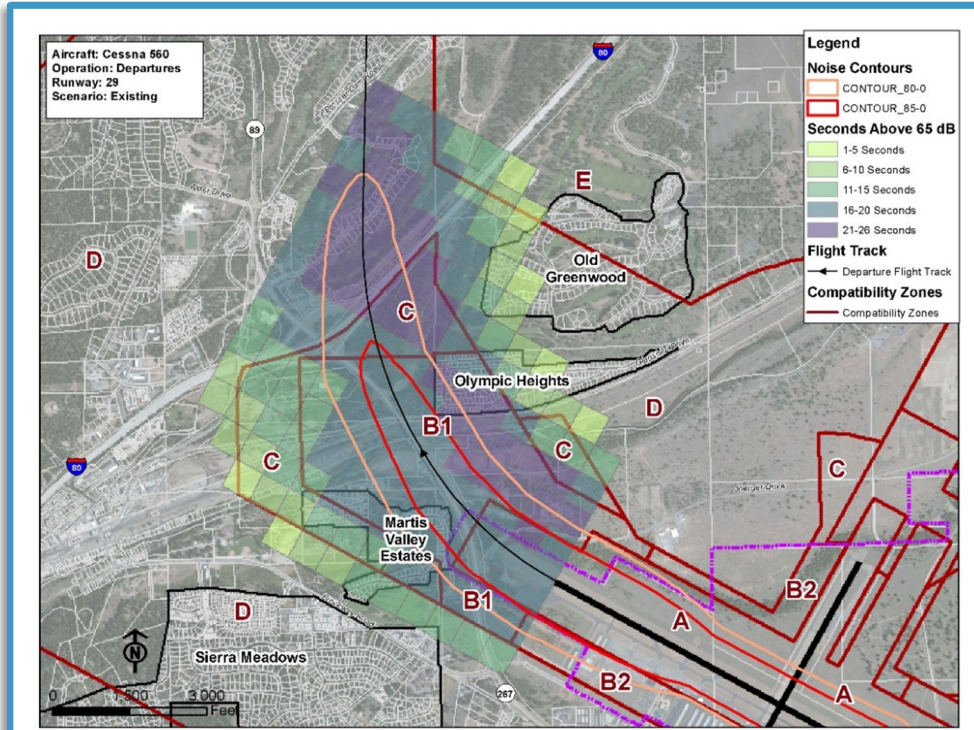 Aircraft: Cessna 560
Operation: Departures
Runway: 29
Scenario: Existing
Legend
Noise Contours
CONTOUR_80-0
CONTOUR_85-0
Seconds Above 65 dB
1-5 Seconds
6-10 Seconds
11-15 Seconds
16-20 Seconds
21-26 Seconds
Flight Track
Departure Flight Track
Compatibility Zones
Compatibility Zones
80
89
E
D
Old
Greenwood
C
Olympic Heights
D
B1
C
C
C
80
Martis
Valley
Estates
B1
B2
D
A
Sierra Meadows
N
B2
A
267
0 1,500 3,000
Feet